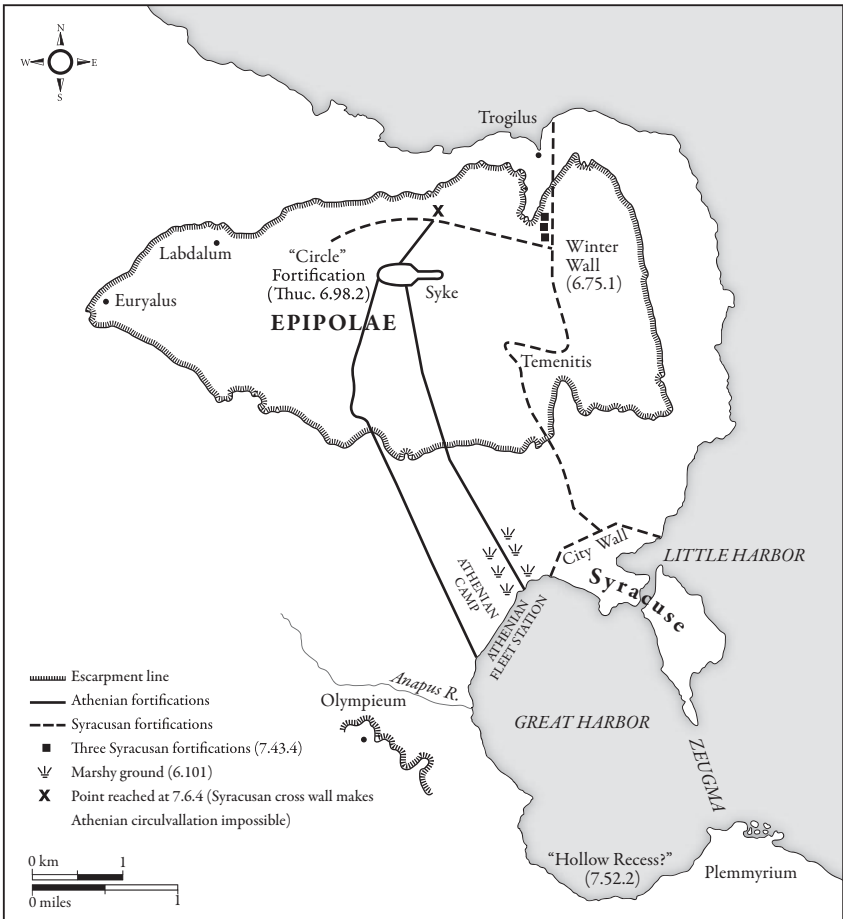 N
W E
S
Trogilus
X
Labdalum
“Circle”
Fortification
(Thuc. 6.98.2)
Winter
Wall
(6.75.1)
Euryalus
Syke
EPIPOLAE
Temenitis
City Wall
LITTLE HARBOR
Syracuse
ATHENIAN
CAMP
ATHENIAN
FLEET STATION
Anapus R.
Olympieum
GREAT HARBOR
ZEUGMA
“Hollow Recess?”
(7.52.2)
Plemmyrium
Escarpment line
Athenian fortifications
Syracusan fortifications
Three Syracusan fortifications (7.43.4)
Marshy ground (6.101)
X Point reached at 7.6.4 (Syracusan cross wall makes
Athenian circulvallation impossible)
0 km 1
0 miles 1